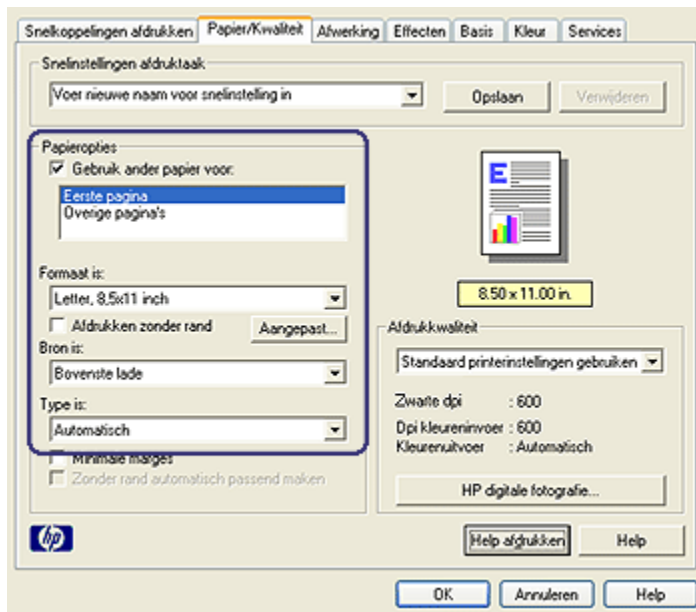 Snelkoppelingen afdrukken Papier/Kwaliteit Afwerking Effecten Basis Kleur Services
Snelinstellingen afdruktaak
Voer nieuwe naam voor snelinstelling in Opslaan Verwijderen
Papieropties
Gebruik ander papier voor:
Eerste pagina
Overige pagina's
E
Formaat is:
Letter, 8,5x11 inch
8.50 x 11.00 in.
Afdrukken zonder rand Aangepast...
Bron is:
Bovenste lade
Type is:
Automatisch
Minimale marges
Zonder rand automatisch passend maken
Afdrukkwaliteit
Standaard printerinstellingen gebruiken
Zwarte dpi : 600
Dpi kleureninvoer : 600
Kleurenuitvoer : Automatisch
HP digitale fotografie...
hp
Help afdrukken Help
OK Annuleren Help